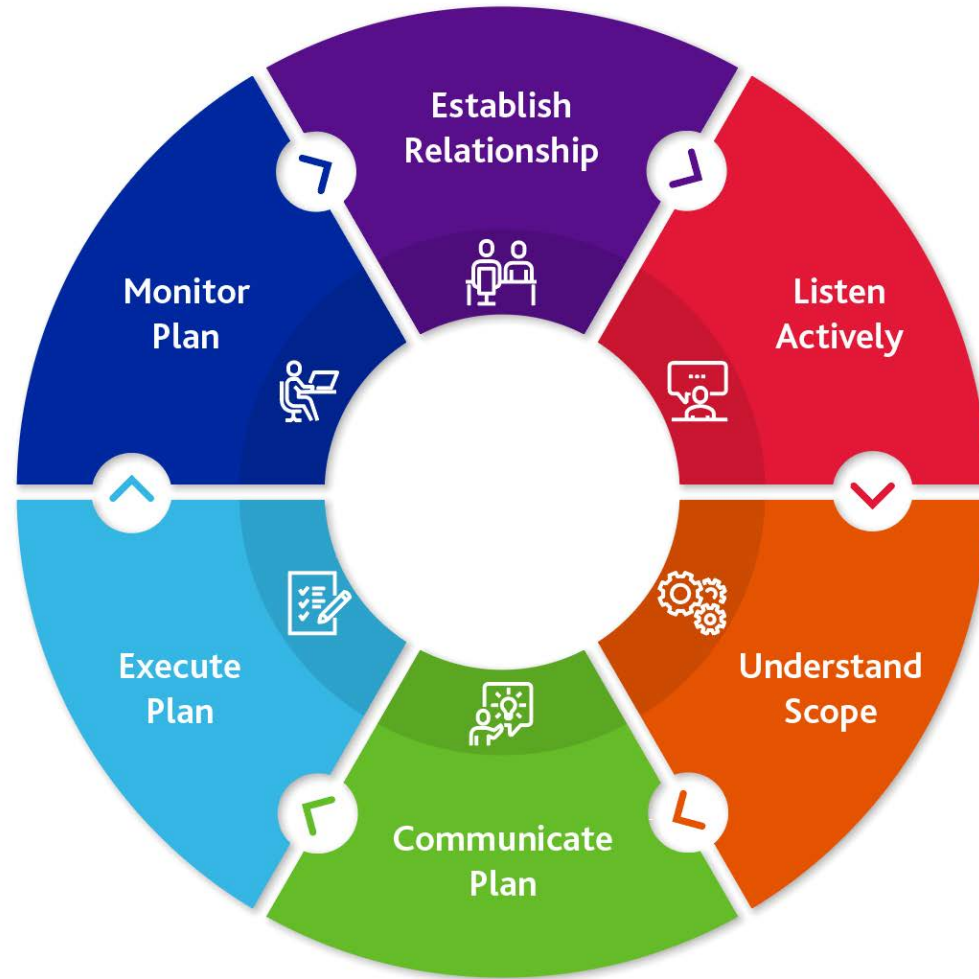 Establish
Relationship
Listen
Actively
Understand
Scope
Communicate
Plan
Execute
Plan
Monitor
Plan